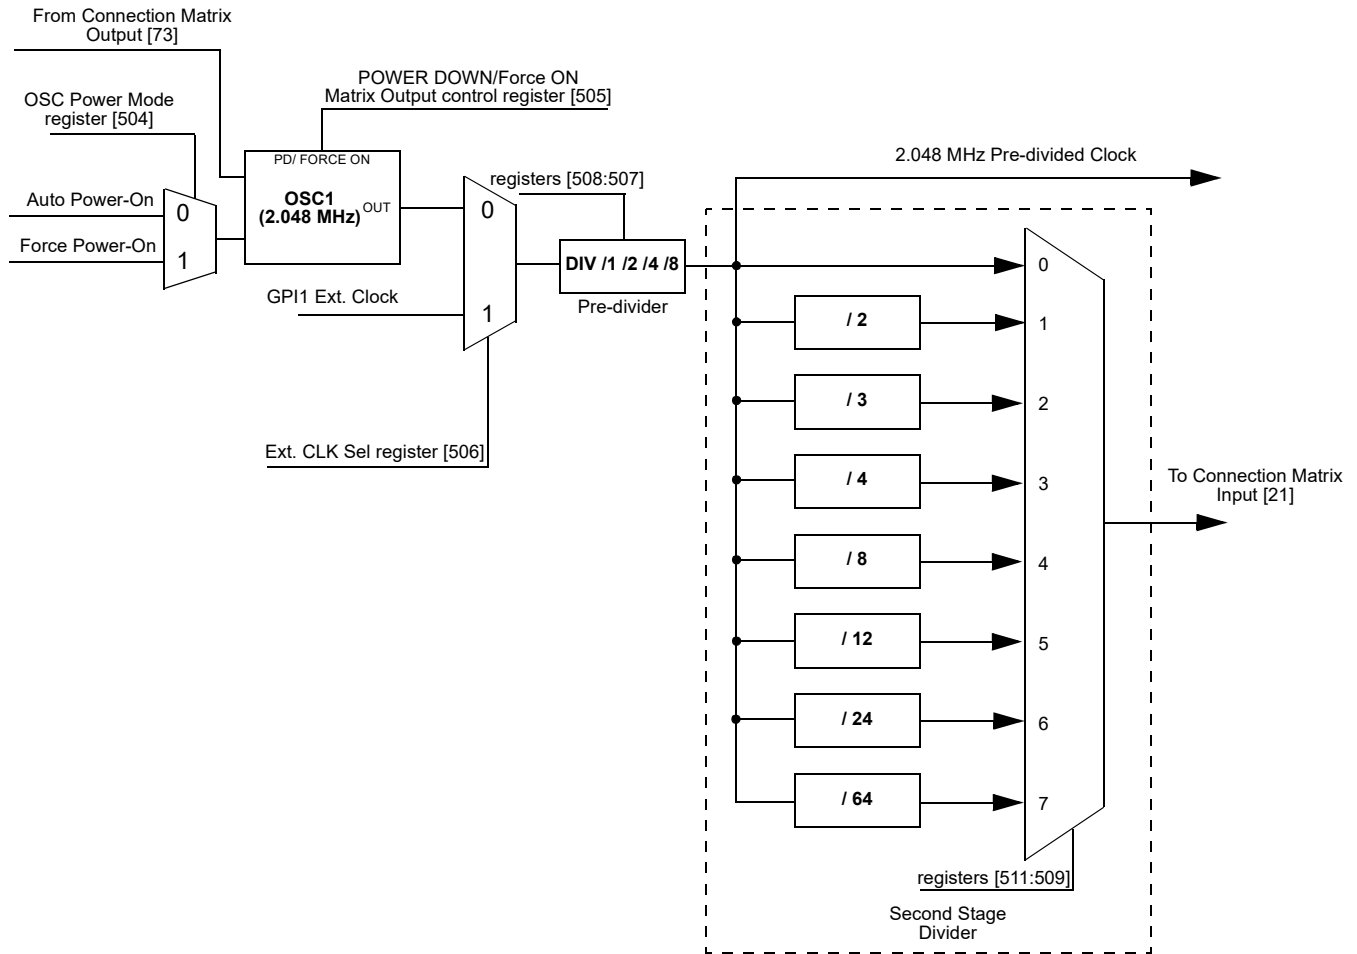 From Connection Matrix
Output [73]
POWER DOWN/Force ON
Matrix Output control register [505]
OSC Power Mode
register [504]
PD/ FORCE ON
OSC1
(2.048 MHz)
OUT
Auto Power-On
0
Force Power-On
1
GPI1 Ext. Clock
0
1
Ext. CLK Sel register [506]
registers [508:507]
DIV /1 /2 /4 /8
Pre-divider
2.048 MHz Pre-divided Clock
0
/ 2
1
/ 3
2
/ 4
3
/ 8
4
/ 12
5
/ 24
6
/ 64
7
To Connection Matrix
Input [21]
registers [511:509]
Second Stage
Divider